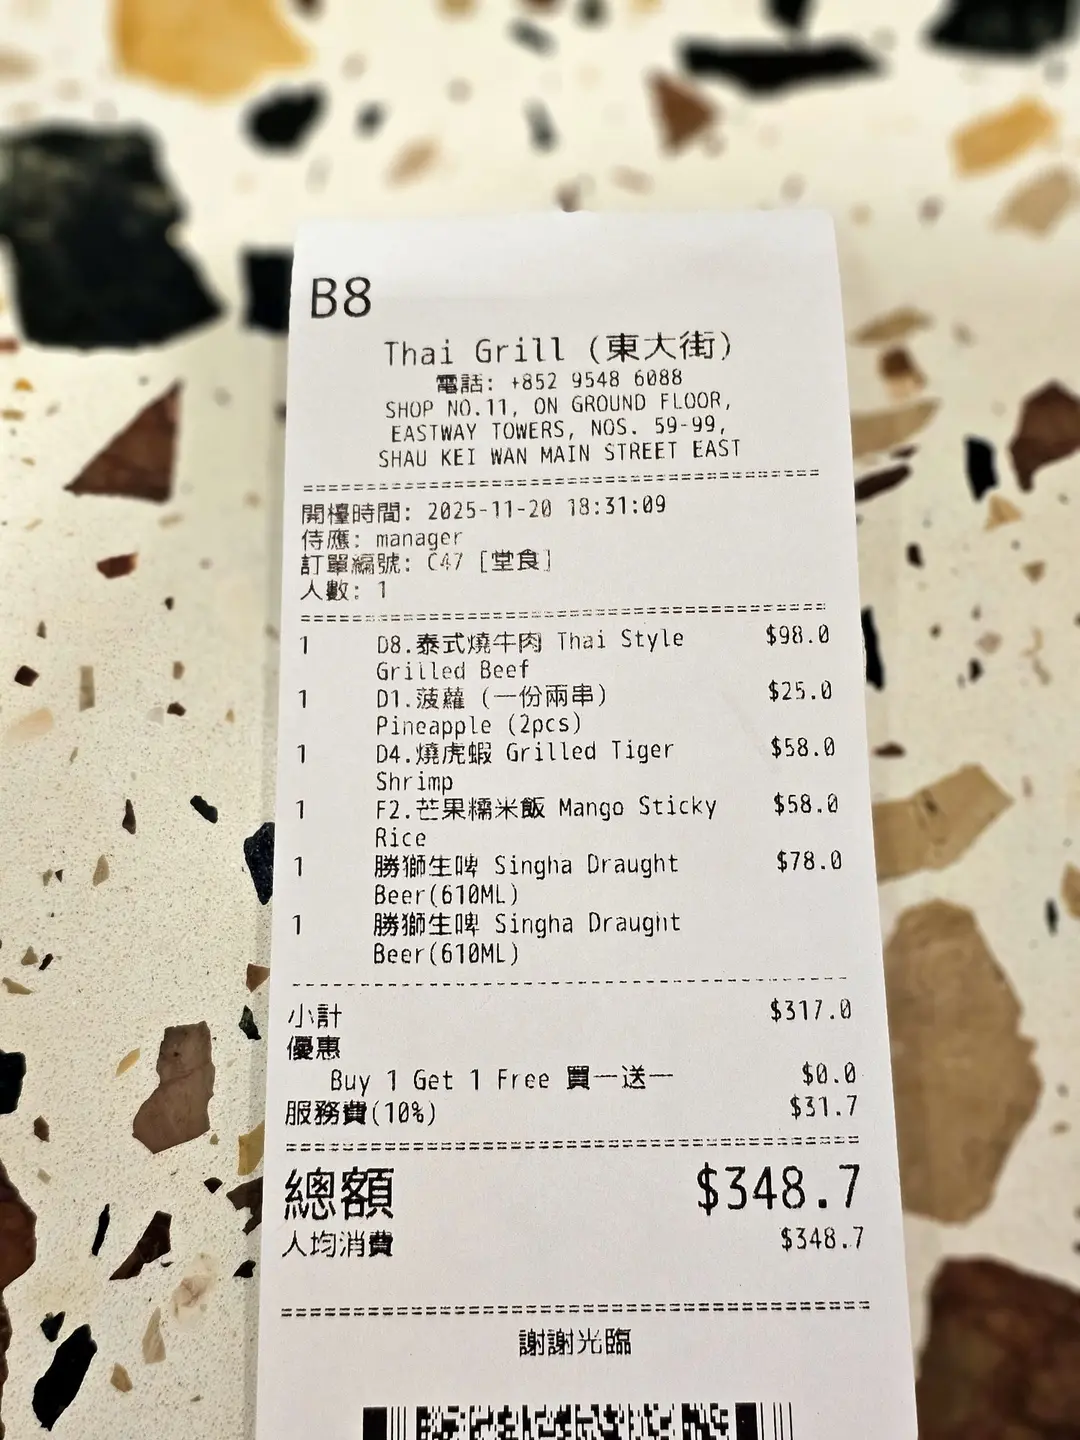 B8
Thai Grill (東大街)
電話: +852 9548 6088
SHOP NO.11, ON GROUND FLOOR,
EASTWAY TOWERS, NOS. 59-99,
SHAU KEI WAN MAIN STREET EAST
開檯時間: 2025-11-20 18:31:09
侍應: manager
訂單編號: C47 [堂食]
人數: 1
1 D8.泰式燒牛肉 Thai Style $98.0
Grilled Beef
1 D1.菠蘿 (一份兩串) $25.0
Pineapple (2pcs)
1 D4.燒虎蝦 Grilled Tiger $58.0
Shrimp
1 F2.芒果糯米飯 Mango Sticky $58.0
Rice
1 勝獅生啤 Singha Draught $78.0
Beer(610ML)
1 勝獅生啤 Singha Draught
Beer(610ML)
小計 $317.0
優惠
Buy 1 Get 1 Free 買一送一 $0.0
服務費(10%) $31.7
總額 $348.7
人均消費 $348.7
謝謝光臨